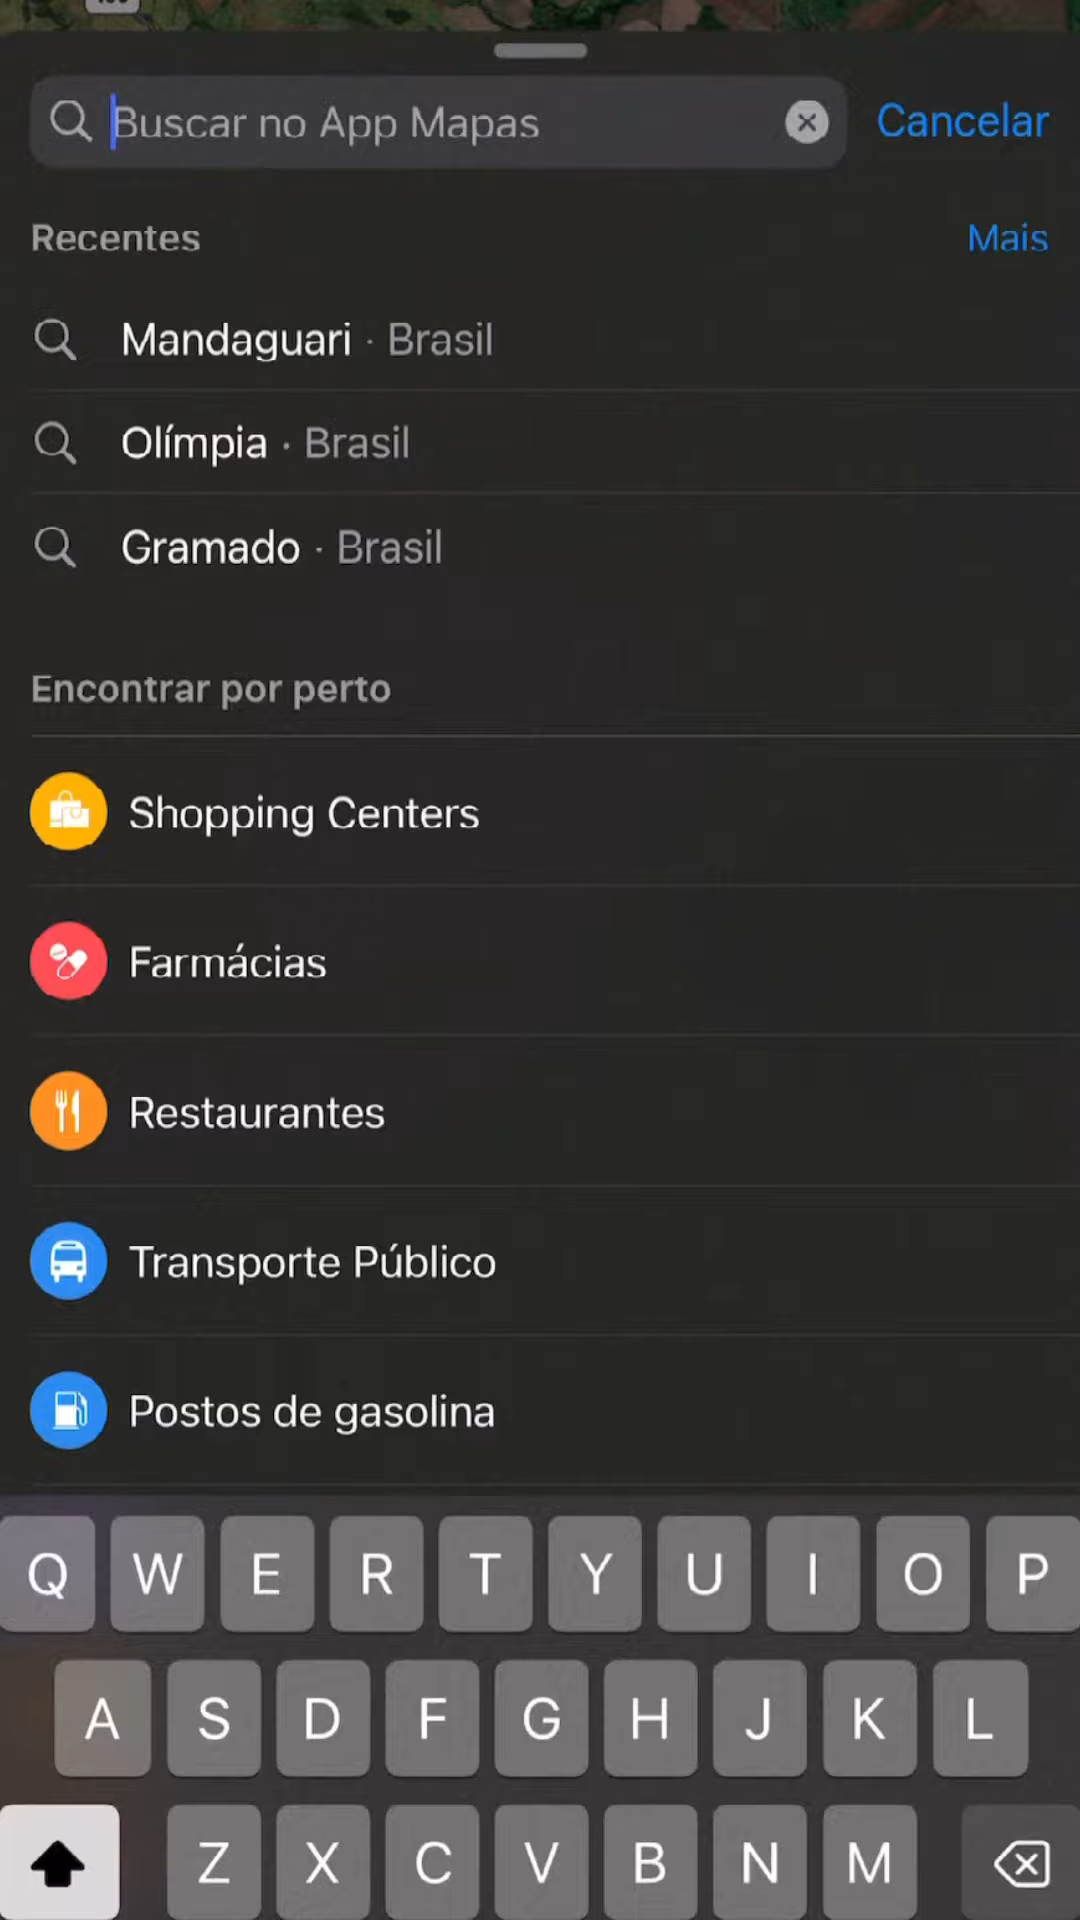 Buscar no App Mapas
Cancelar
Recentes
Mais
Mandaguari · Brasil
Olímpia · Brasil
Gramado · Brasil
Encontrar por perto
Shopping Centers
Farmácias
Restaurantes
Transporte Público
Postos de gasolina
Q W E R T Y U I O P
A S D F G H J K L
Z X C V B N M